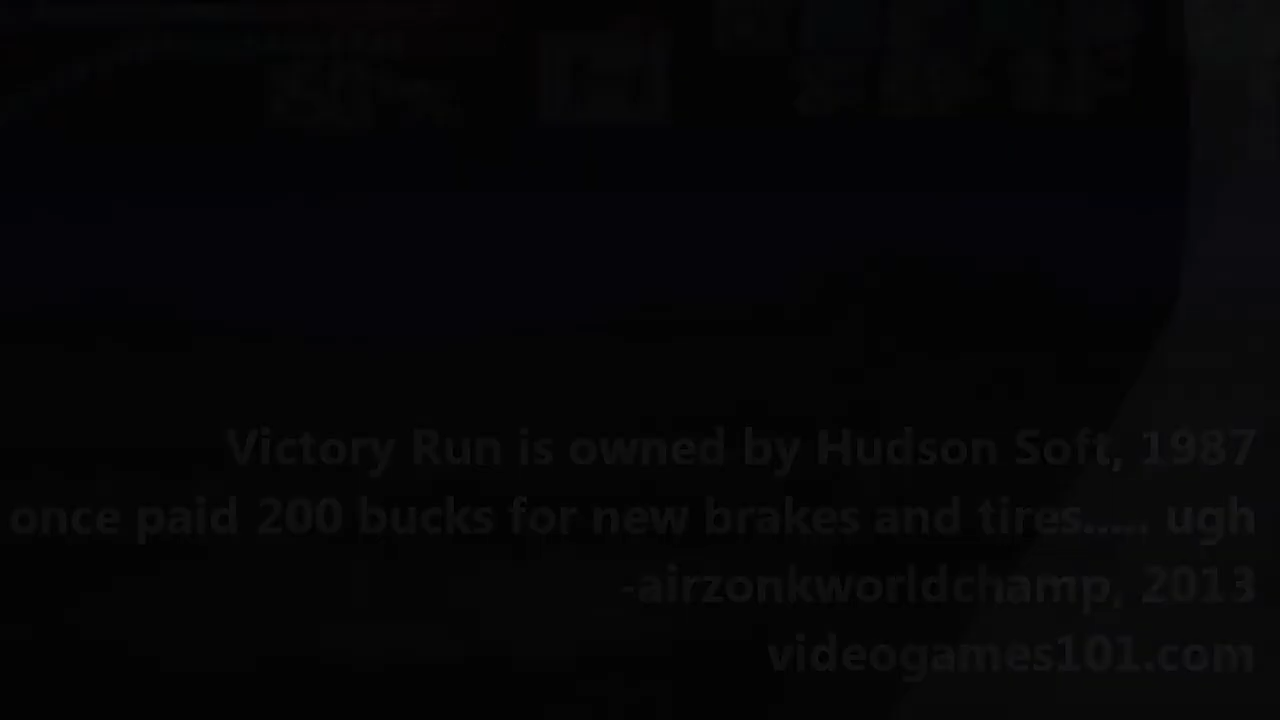 Victory Run is owned by Hudson Soft, 1987
once paid 200 bucks for new brakes and tires..... ugh
-airzonkworldchamp, 2013
videogames101.com